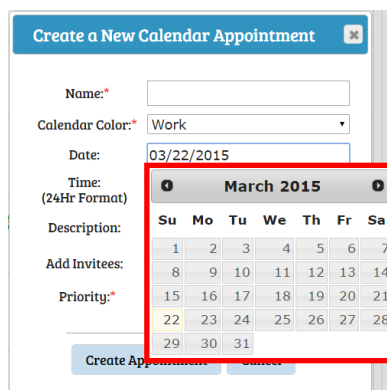 Create a New Calendar Appointment
Name:*
Calendar Color:* Work
Date: 03/22/2015
Time:
(24Hr Format)
March 2015
Su Mo Tu We Th Fr Sa
Description:
1 2 3 4 5 6 7
Add Invitees:
8 9 10 11 12 13 14
Priority:*
15 16 17 18 19 20 21
22 23 24 25 26 27 28
29 30 31
Create